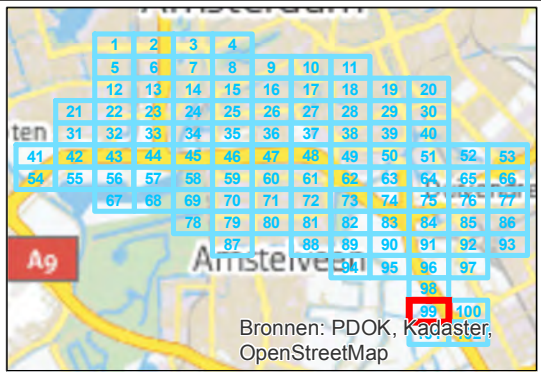 Amsterdam
1 2 3 4
5 6 7 8 9 10 11
12 13 14 15 16 17 18 19 20
21 22 23 24 25 26 27 28 29 30
ten 31 32 33 34 35 36 37 38 39 40
41 42 43 44 45 46 47 48 49 50 51 52 53
54 55 56 57 58 59 60 61 62 63 64 65 66
67 68 69 70 71 72 73 74 75 76 77
78 79 80 81 82 83 84 85 86
87 88 89 90 91 92 93
A9 Amstelveen
94 95 96 97
98
99 100
Bronnen: PDOK, Kadaster,
101 102
OpenStreetMap